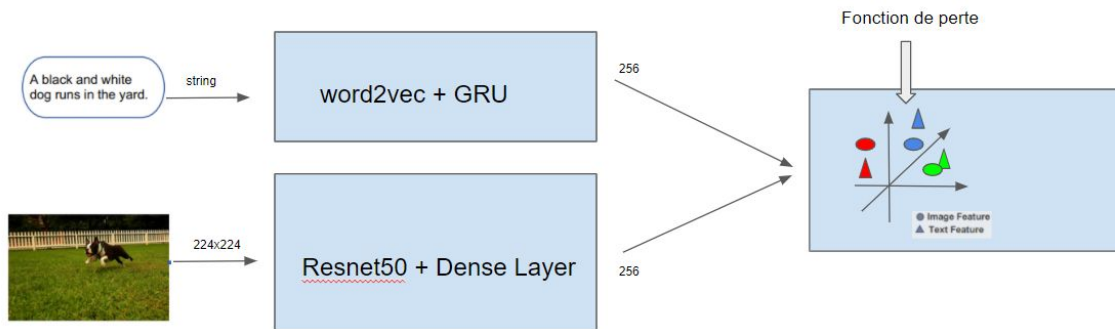 Fonction de perte
A black and white
dog runs in the yard.
string
word2vec + GRU
256
224x224
Resnet50 + Dense Layer
256
Image Feature
Text Feature